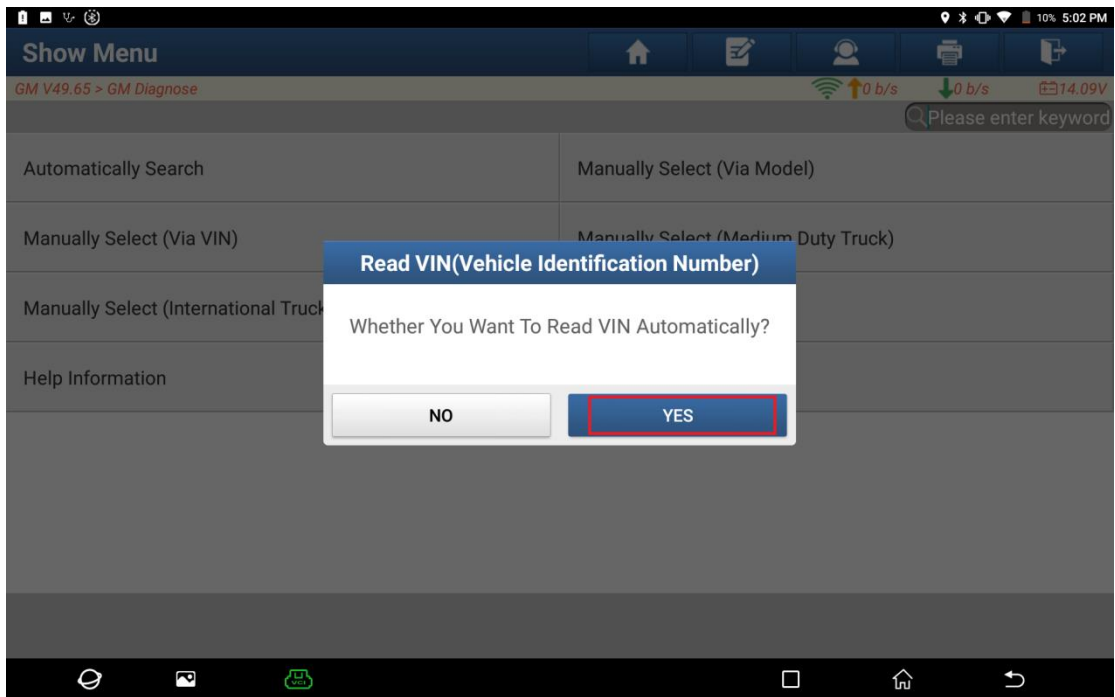 10% 5:02 PM
Show Menu
GM V49.65 > GM Diagnose
0 b/s
0 b/s
14.09V
Please enter keyword
Automatically Search
Manually Select (Via Model)
Manually Select (Via VIN)
Manually Select (Medium Duty Truck)
Manually Select (International Truck
Help Information
Read VIN(Vehicle Identification Number)
Whether You Want To Read VIN Automatically?
NO
YES
VCI